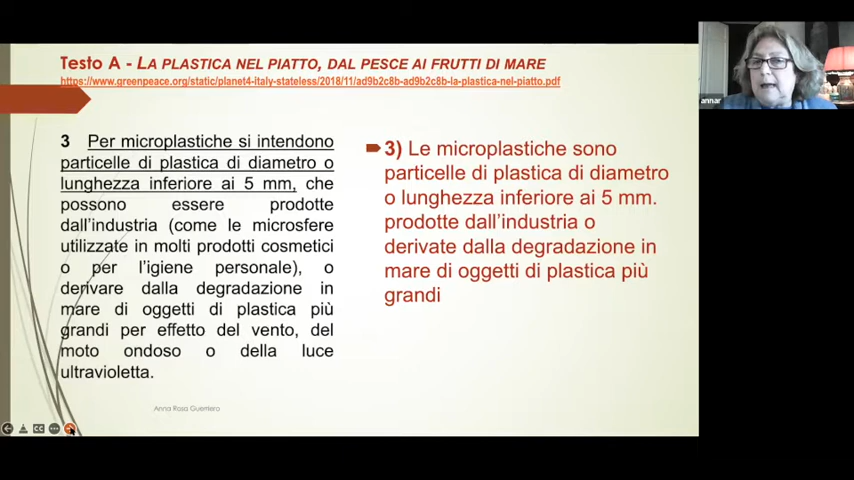 Testo A - LA PLASTICA NEL PIATTO, DAL PESCE AI FRUTTI DI MARE
https://www.greenpeace.org/static/planet4-italy-stateless/2018/11/ad9b2c8b-ad9b2c8b-la-plastica-nel-piatto.pdf
3 Per microplastiche si intendono
particelle di plastica di diametro o
lunghezza inferiore ai 5 mm, che
possono essere prodotte
dall'industria (come le microsfere
utilizzate in molti prodotti cosmetici
o per l'igiene personale), o
derivare dalla degradazione in
mare di oggetti di plastica più
grandi per effetto del vento, del
moto ondoso o della luce
ultravioletta.
3) Le microplastiche sono
particelle di plastica di diametro
o lunghezza inferiore ai 5 mm.
prodotte dall'industria o
derivate dalla degradazione in
mare di oggetti di plastica più
grandi
Anna Rosa Guerriero
annar